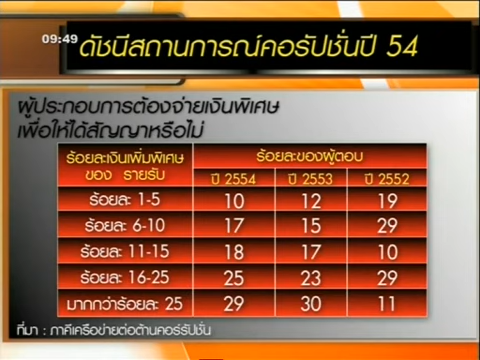 09:49
ดัชนีสถานการณ์คอรัปชั่นปี 54
ผู้ประกอบการต้องจ่ายเงินพิเศษ
เพื่อให้ได้สัญญาหรือไม่
ร้อยละเงินเพิ่มพิเศษ ร้อยละของผู้ตอบ
ของ รายรับ ปี 2554 ปี 2553 ปี 2552
ร้อยละ 1-5 10 12 19
ร้อยละ 6-10 17 15 29
ร้อยละ 11-15 18 17 10
ร้อยละ 16-25 25 23 29
มากกว่าร้อยละ 25 29 30 11
ที่มา : ภาคีเครือข่ายต่อต้านคอร์รัปชั่น